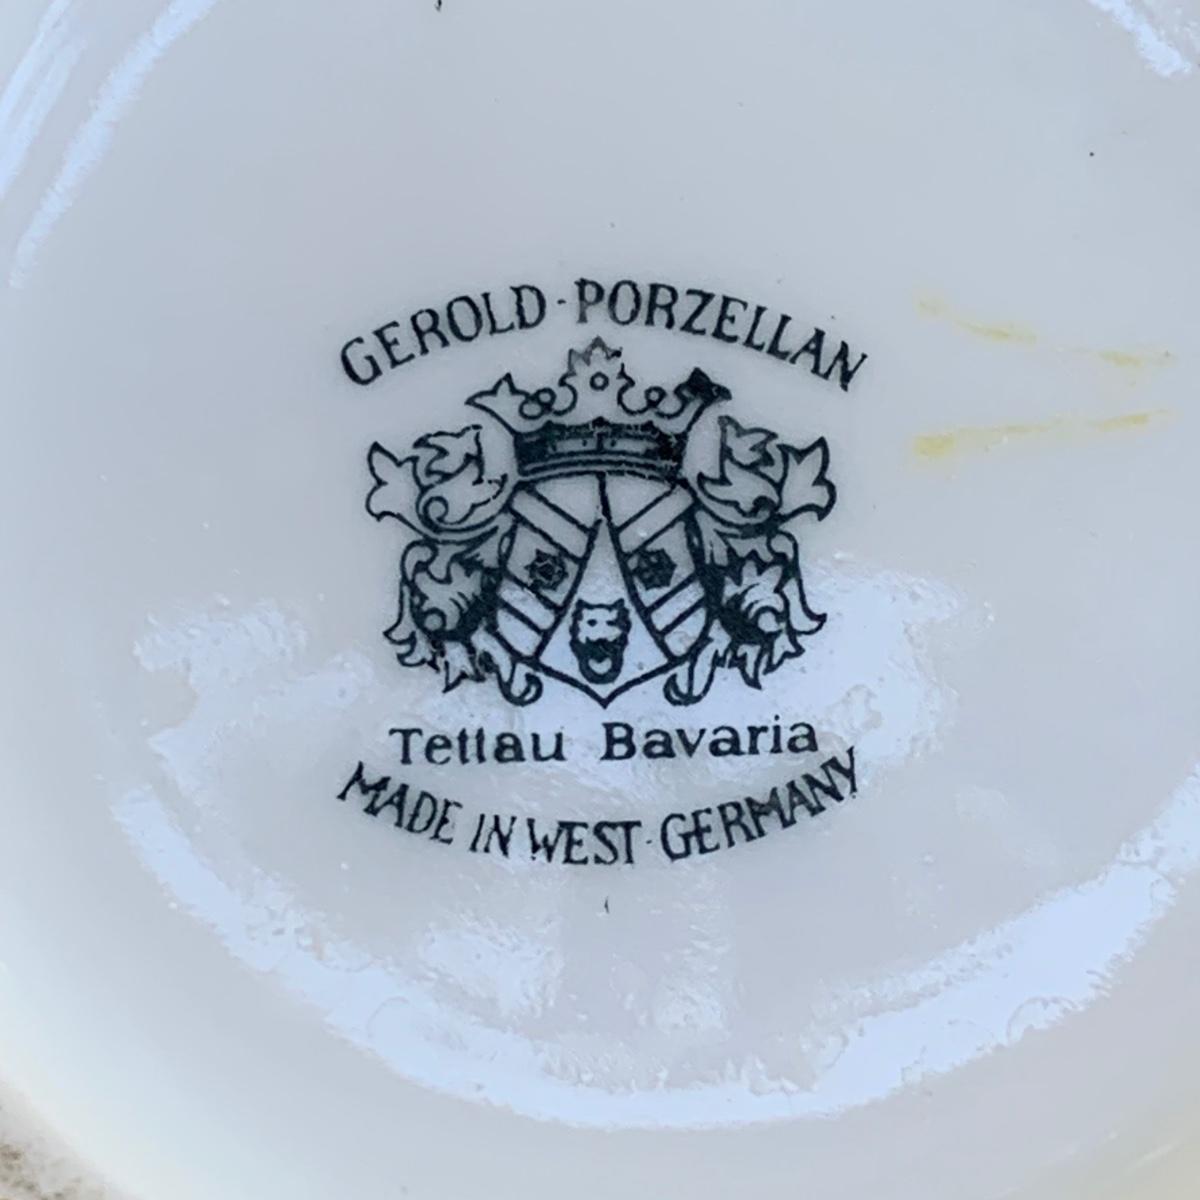 GEROLD·PORZELLAN
Tettau Bavaria
MADE IN WEST·GERMANY